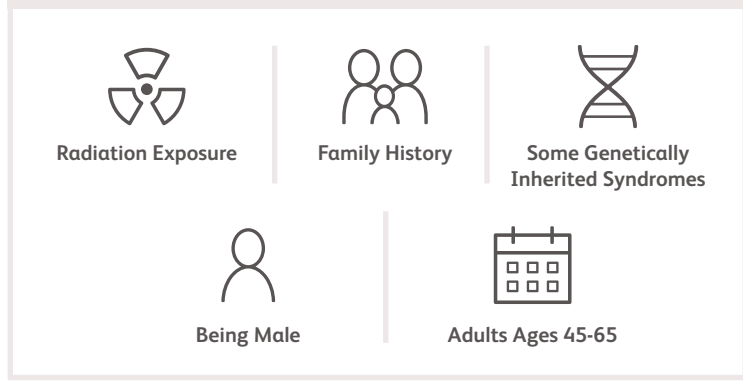 Radiation Exposure
Family History
Some Genetically
Inherited Syndromes
Being Male
Adults Ages 45-65